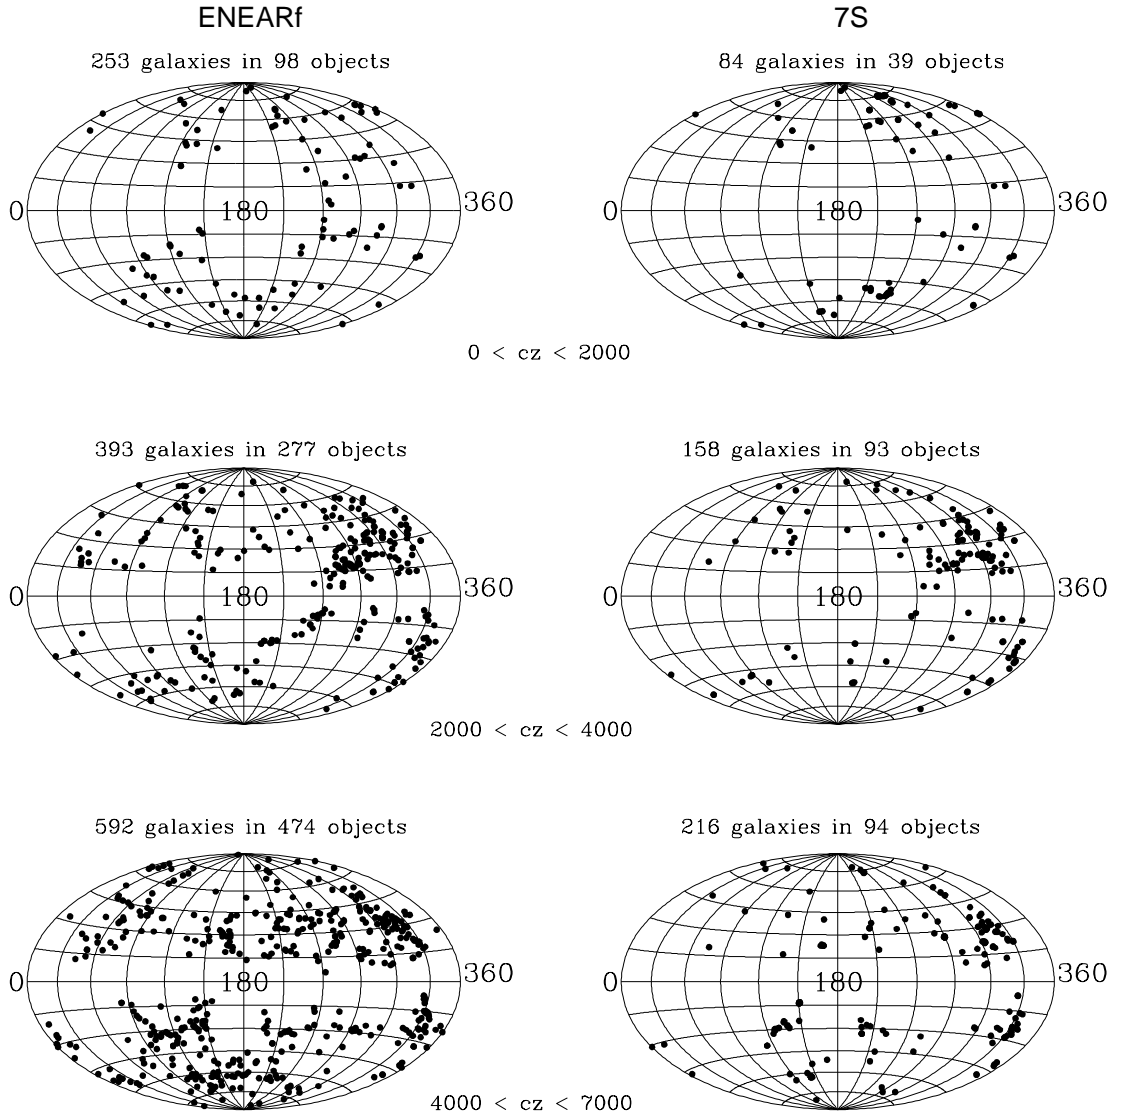 ENEARf
7S
253 galaxies in 98 objects
84 galaxies in 39 objects
0
180
360
0
180
360
0 < cz < 2000
393 galaxies in 277 objects
158 galaxies in 93 objects
0
180
360
0
180
360
2000 < cz < 4000
592 galaxies in 474 objects
216 galaxies in 94 objects
0
180
360
0
180
360
4000 < cz < 7000